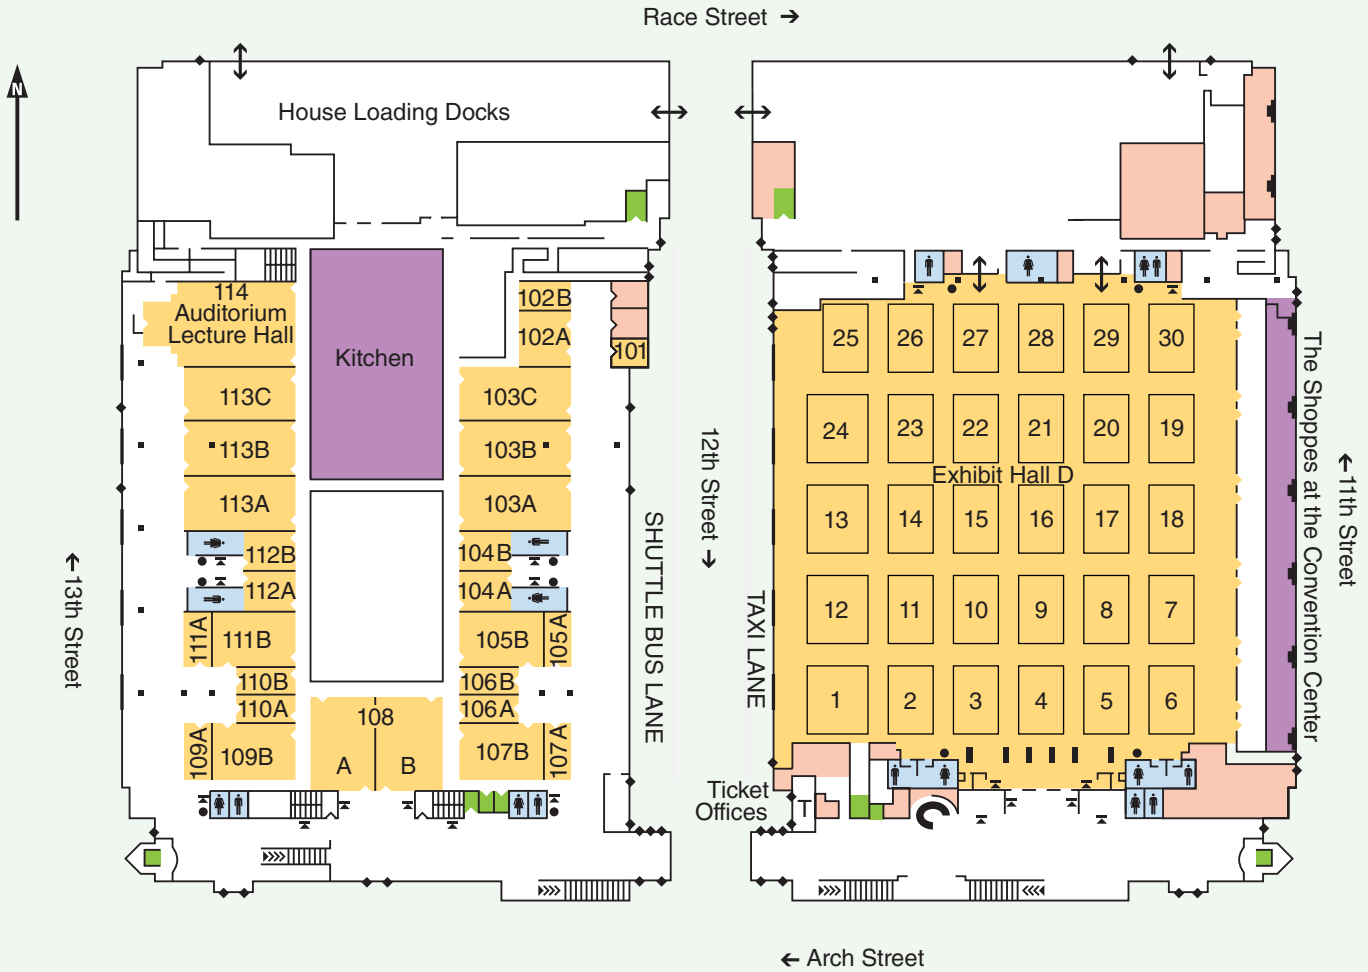 Race Street →
N
House Loading Docks
114
Auditorium
Lecture Hall
Kitchen
102B
102A
101
113C
103C
113B
103B
113A
103A
112B
104B
112A
104A
111A
111B
105B
105A
110B
106B
110A
106A
109A
109B
108
A
B
107B
107A
← 13th Street
SHUTTLE BUS LANE
12th Street →
TAXI LANE
Ticket
Offices
25 26 27 28 29 30
24 23 22 21 20 19
Exhibit Hall D
13 14 15 16 17 18
12 11 10 9 8 7
1 2 3 4 5 6
The Shoppes at the Convention Center
← 11th Street
← Arch Street